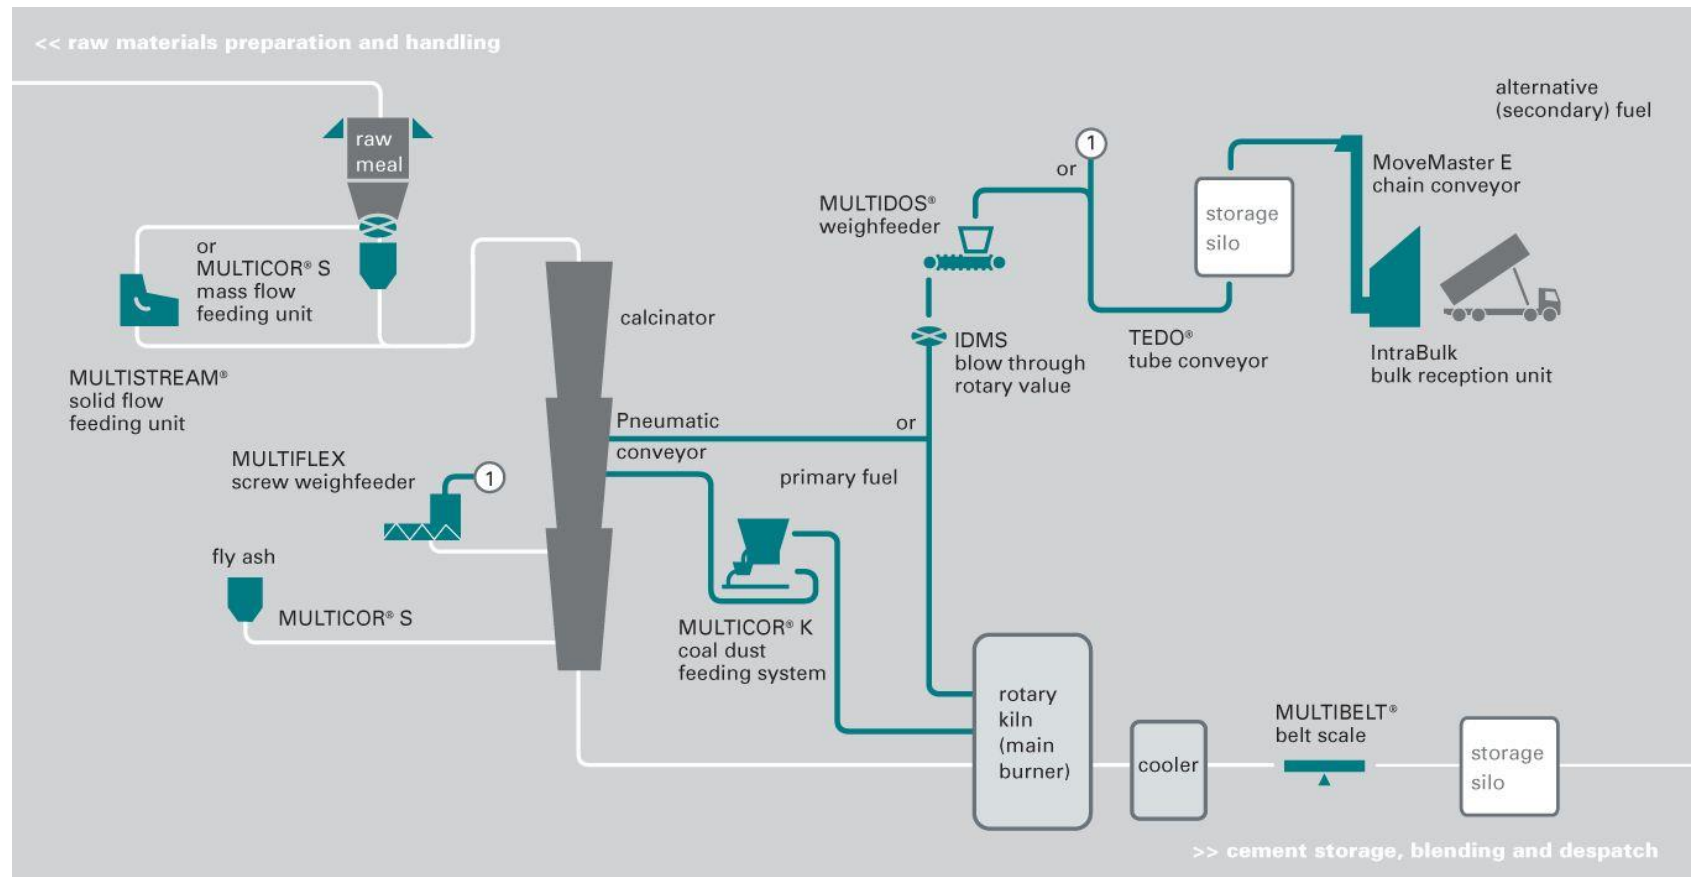 << raw materials preparation and handling
raw
meal
or
MULTICOR® S
mass flow
feeding unit
MULTISTREAM®
solid flow
feeding unit
MULTIFLEX
screw weighfeeder
1
fly ash
MULTICOR® S
calcinator
Pneumatic
conveyor
or
primary fuel
MULTICOR® K
coal dust
feeding system
MULTIDOS®
weighfeeder
or
1
IDMS
blow through
rotary value
TEDO®
tube conveyor
storage
silo
alternative
(secondary) fuel
MoveMaster E
chain conveyor
IntraBulk
bulk reception unit
rotary
kiln
(main
burner)
cooler
MULTIBELT®
belt scale
storage
silo
>> cement storage, blending and despatch